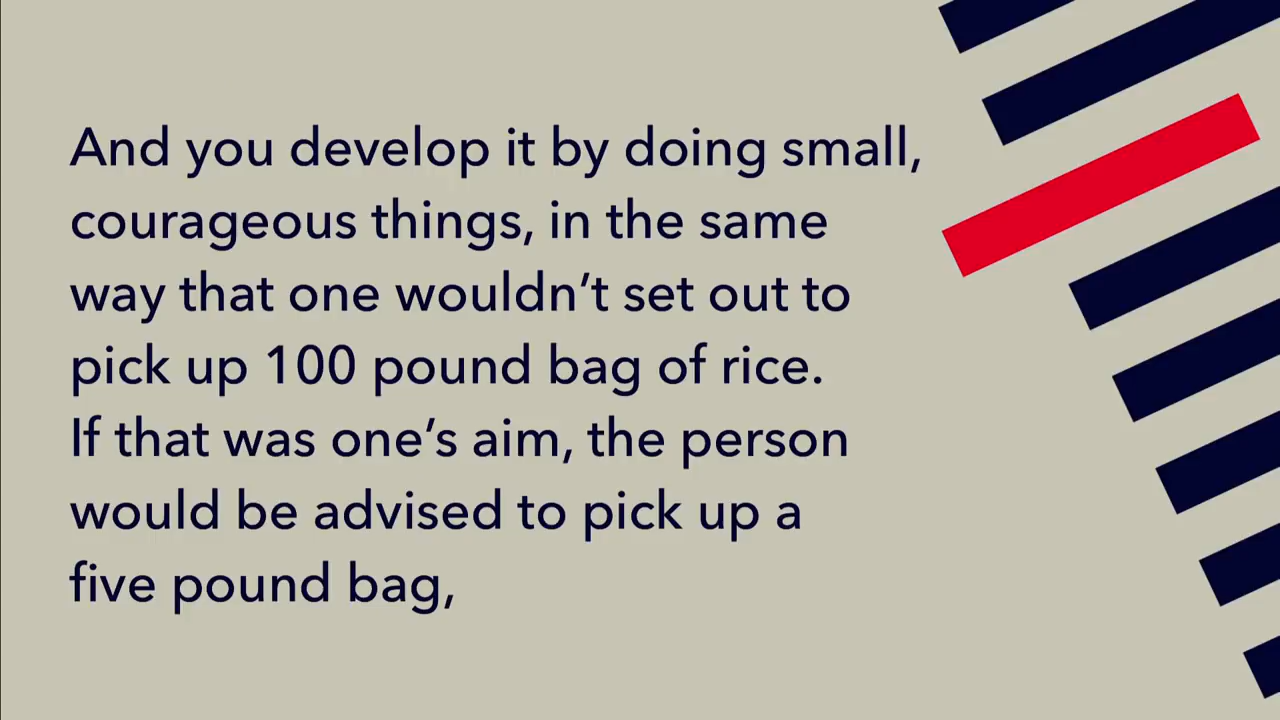 And you develop it by doing small,
courageous things, in the same
way that one wouldn’t set out to
pick up 100 pound bag of rice.
If that was one’s aim, the person
would be advised to pick up a
five pound bag,